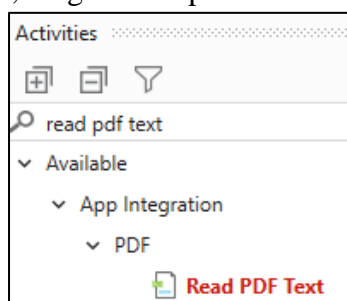 Activities
read pdf text
Available
App Integration
PDF
Read PDF Text